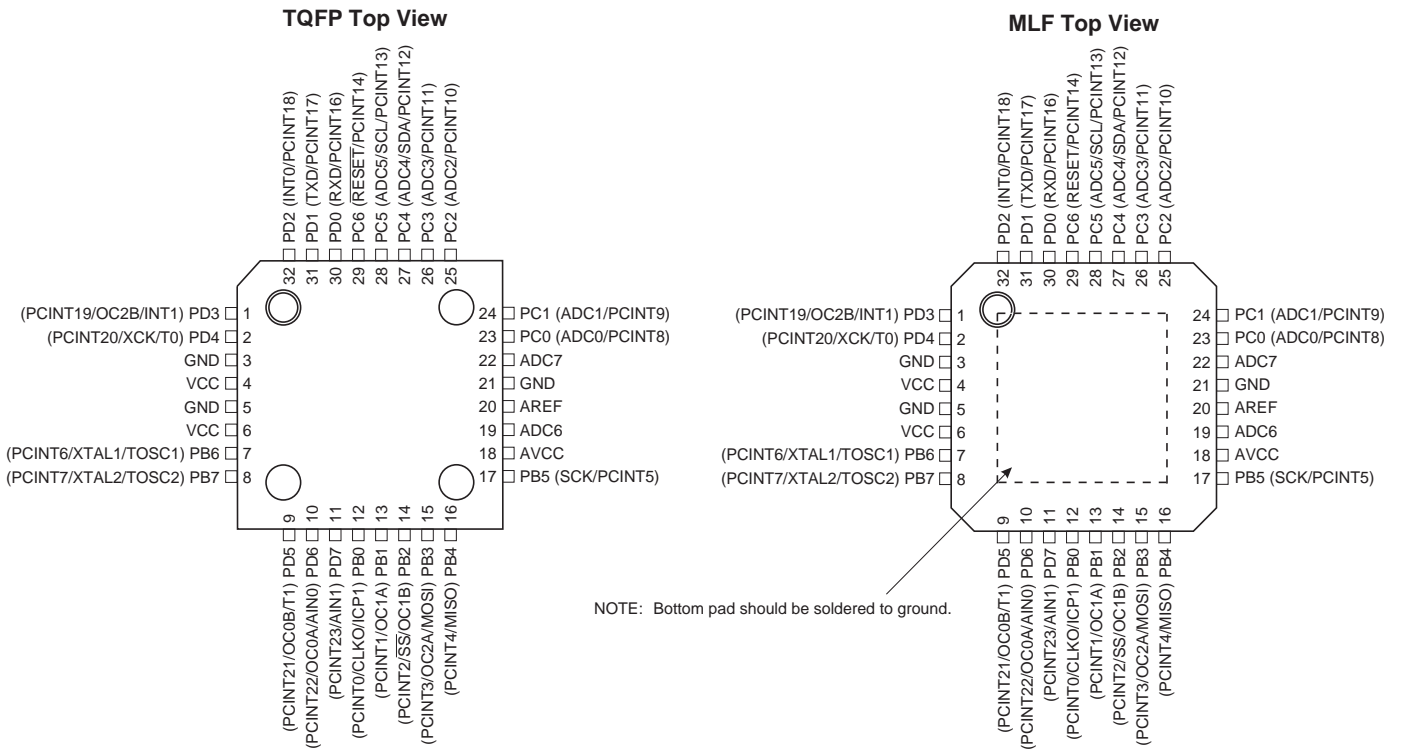 TQFP Top View
PD2 (INT0/PCINT18)
PD1 (TXD/PCINT17)
PD0 (RXD/PCINT16)
PC6 (RESET/PCINT14)
PC5 (ADC5/SCL/PCINT13)
PC4 (ADC4/SDA/PCINT12)
PC3 (ADC3/PCINT11)
PC2 (ADC2/PCINT10)
32 31 30 29 28 27 26 25
(PCINT19/OC2B/INT1) PD3 1
(PCINT20/XCK/T0) PD4 2
GND 3
VCC 4
GND 5
VCC 6
(PCINT6/XTAL1/TOSC1) PB6 7
(PCINT7/XTAL2/TOSC2) PB7 8
24 PC1 (ADC1/PCINT9)
23 PC0 (ADC0/PCINT8)
22 ADC7
21 GND
20 AREF
19 ADC6
18 AVCC
17 PB5 (SCK/PCINT5)
9 10 11 12 13 14 15 16
(PCINT21/OC0B/T1) PD5
(PCINT22/OC0A/AIN0) PD6
(PCINT23/AIN1) PD7
(PCINT0/CLKO/ICP1) PB0
(PCINT1/OC1A) PB1
(PCINT2/SS/OC1B) PB2
(PCINT3/OC2A/MOSI) PB3
(PCINT4/MISO) PB4
MLF Top View
PD2 (INT0/PCINT18)
PD1 (TXD/PCINT17)
PD0 (RXD/PCINT16)
PC6 (RESET/PCINT14)
PC5 (ADC5/SCL/PCINT13)
PC4 (ADC4/SDA/PCINT12)
PC3 (ADC3/PCINT11)
PC2 (ADC2/PCINT10)
32 31 30 29 28 27 26 25
(PCINT19/OC2B/INT1) PD3 1
(PCINT20/XCK/T0) PD4 2
GND 3
VCC 4
GND 5
VCC 6
(PCINT6/XTAL1/TOSC1) PB6 7
(PCINT7/XTAL2/TOSC2) PB7 8
24 PC1 (ADC1/PCINT9)
23 PC0 (ADC0/PCINT8)
22 ADC7
21 GND
20 AREF
19 ADC6
18 AVCC
17 PB5 (SCK/PCINT5)
9 10 11 12 13 14 15 16
(PCINT21/OC0B/T1) PD5
(PCINT22/OC0A/AIN0) PD6
(PCINT23/AIN1) PD7
(PCINT0/CLKO/ICP1) PB0
(PCINT1/OC1A) PB1
(PCINT2/SS/OC1B) PB2
(PCINT3/OC2A/MOSI) PB3
(PCINT4/MISO) PB4
NOTE: Bottom pad should be soldered to ground.